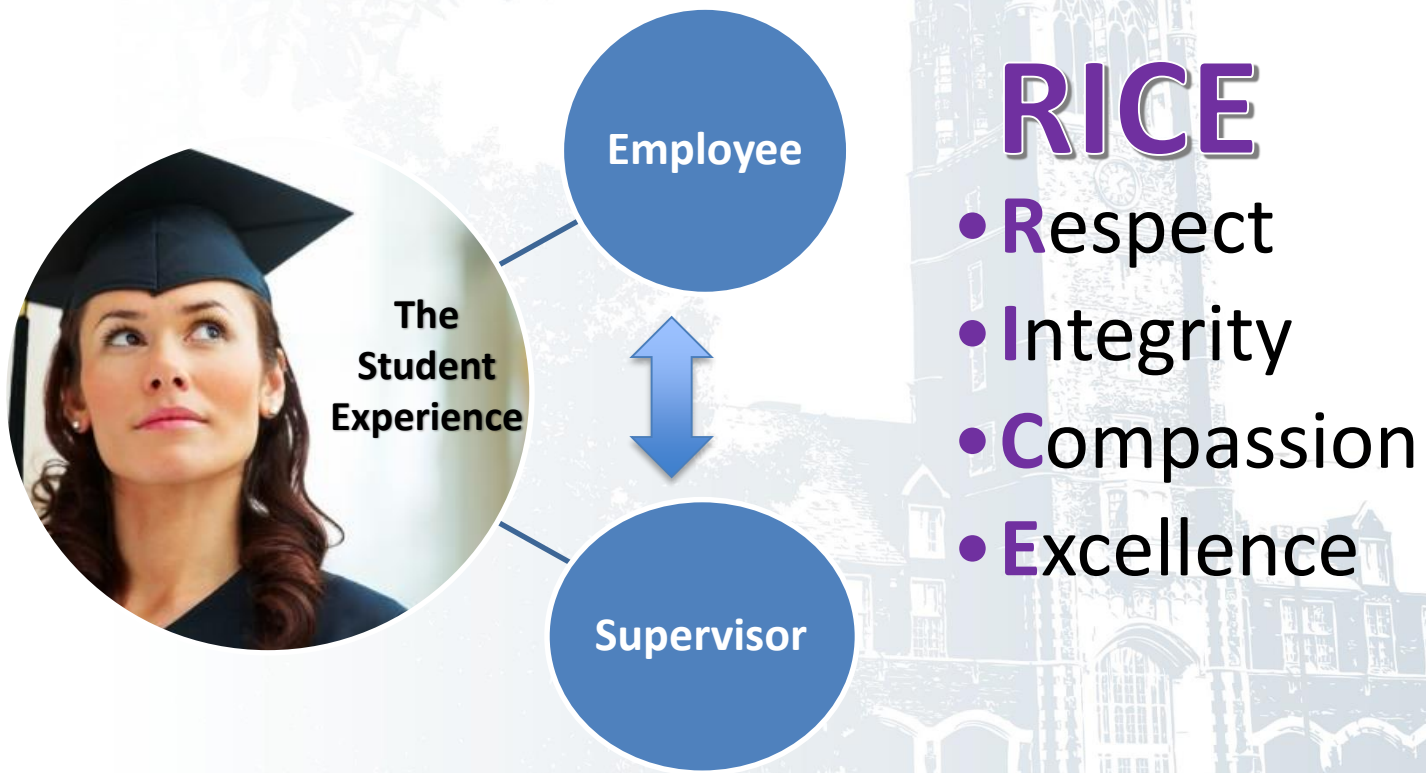 The
Student
Experience
Employee
Supervisor
RICE
•Respect
•Integrity
•Compassion
•Excellence